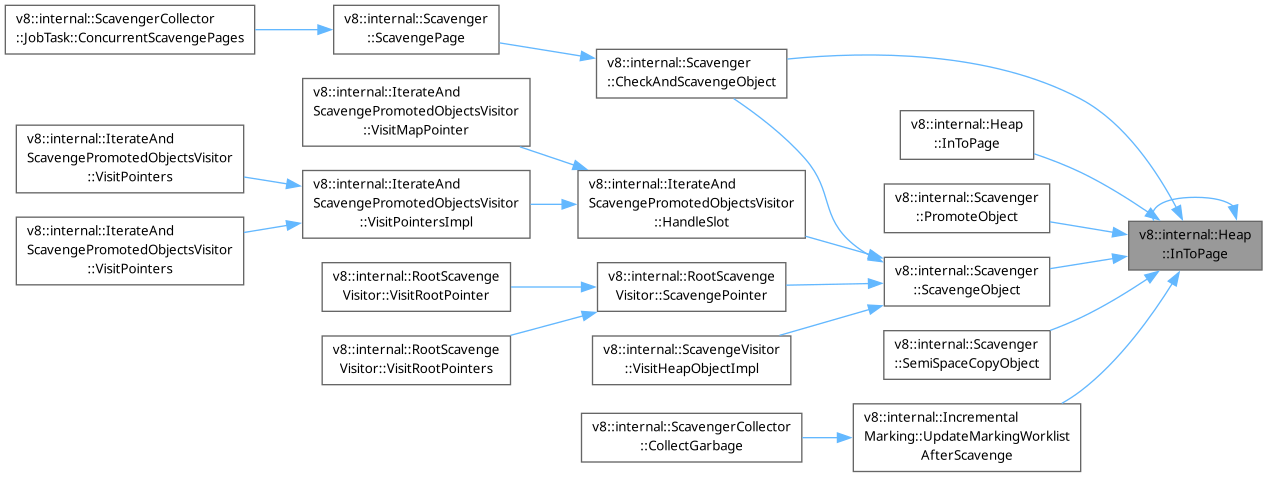 v8::internal::ScavengerCollector
::JobTask::ConcurrentScavengePages
v8::internal::Scavenger
::ScavengePage
v8::internal::Scavenger
::CheckAndScavengeObject
v8::internal::IterateAnd
ScavengePromotedObjectsVisitor
::VisitMapPointer
v8::internal::Heap
::InToPage
v8::internal::IterateAnd
ScavengePromotedObjectsVisitor
::VisitPointers
v8::internal::IterateAnd
ScavengePromotedObjectsVisitor
::VisitPointersImpl
v8::internal::IterateAnd
ScavengePromotedObjectsVisitor
::HandleSlot
v8::internal::Scavenger
::PromoteObject
v8::internal::Heap
::InToPage
v8::internal::IterateAnd
ScavengePromotedObjectsVisitor
::VisitPointers
v8::internal::RootScavenge
Visitor::VisitRootPointer
v8::internal::RootScavenge
Visitor::ScavengePointer
v8::internal::Scavenger
::ScavengeObject
v8::internal::RootScavenge
Visitor::VisitRootPointers
v8::internal::ScavengeVisitor
::VisitHeapObjectImpl
v8::internal::Scavenger
::SemiSpaceCopyObject
v8::internal::ScavengerCollector
::CollectGarbage
v8::internal::Incremental
Marking::UpdateMarkingWorklist
AfterScavenge